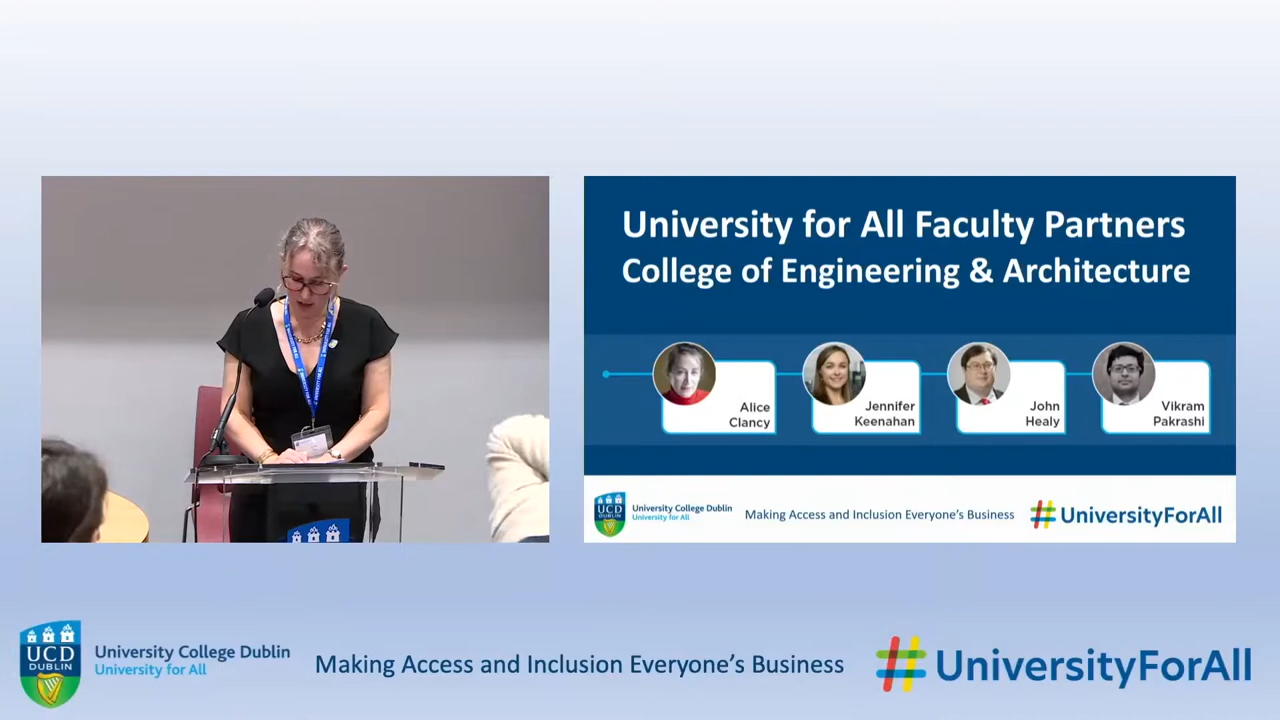 University for All Faculty Partners
College of Engineering & Architecture
Alice
Clancy
Jennifer
Keenahan
John
Healy
Vikram
Pakrashi
UCD
DUBLIN
University College Dublin
University for All
Making Access and Inclusion Everyone's Business
#UniversityForAll
UCD
DUBLIN
University College Dublin
University for All
Making Access and Inclusion Everyone's Business
#UniversityForAll